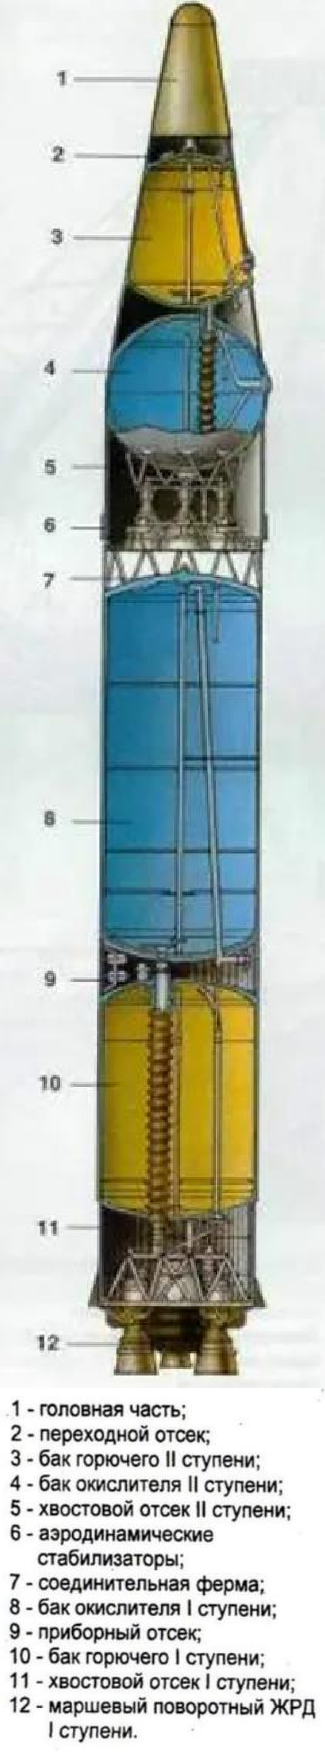 1
2
3
4
5
6
7
8
9
10
11
12
1 - головная часть;
2 - переходной отсек;
3 - бак горючего II ступени;
4 - бак окислителя II ступени;
5 - хвостовой отсек II ступени;
6 - аэродинамические
стабилизаторы;
7 - соединительная ферма;
8 - бак окислителя I ступени;
9 - приборный отсек;
10 - бак горючего I ступени;
11 - хвостовой отсек I ступени;
12 - маршевый поворотный ЖРД
I ступени.